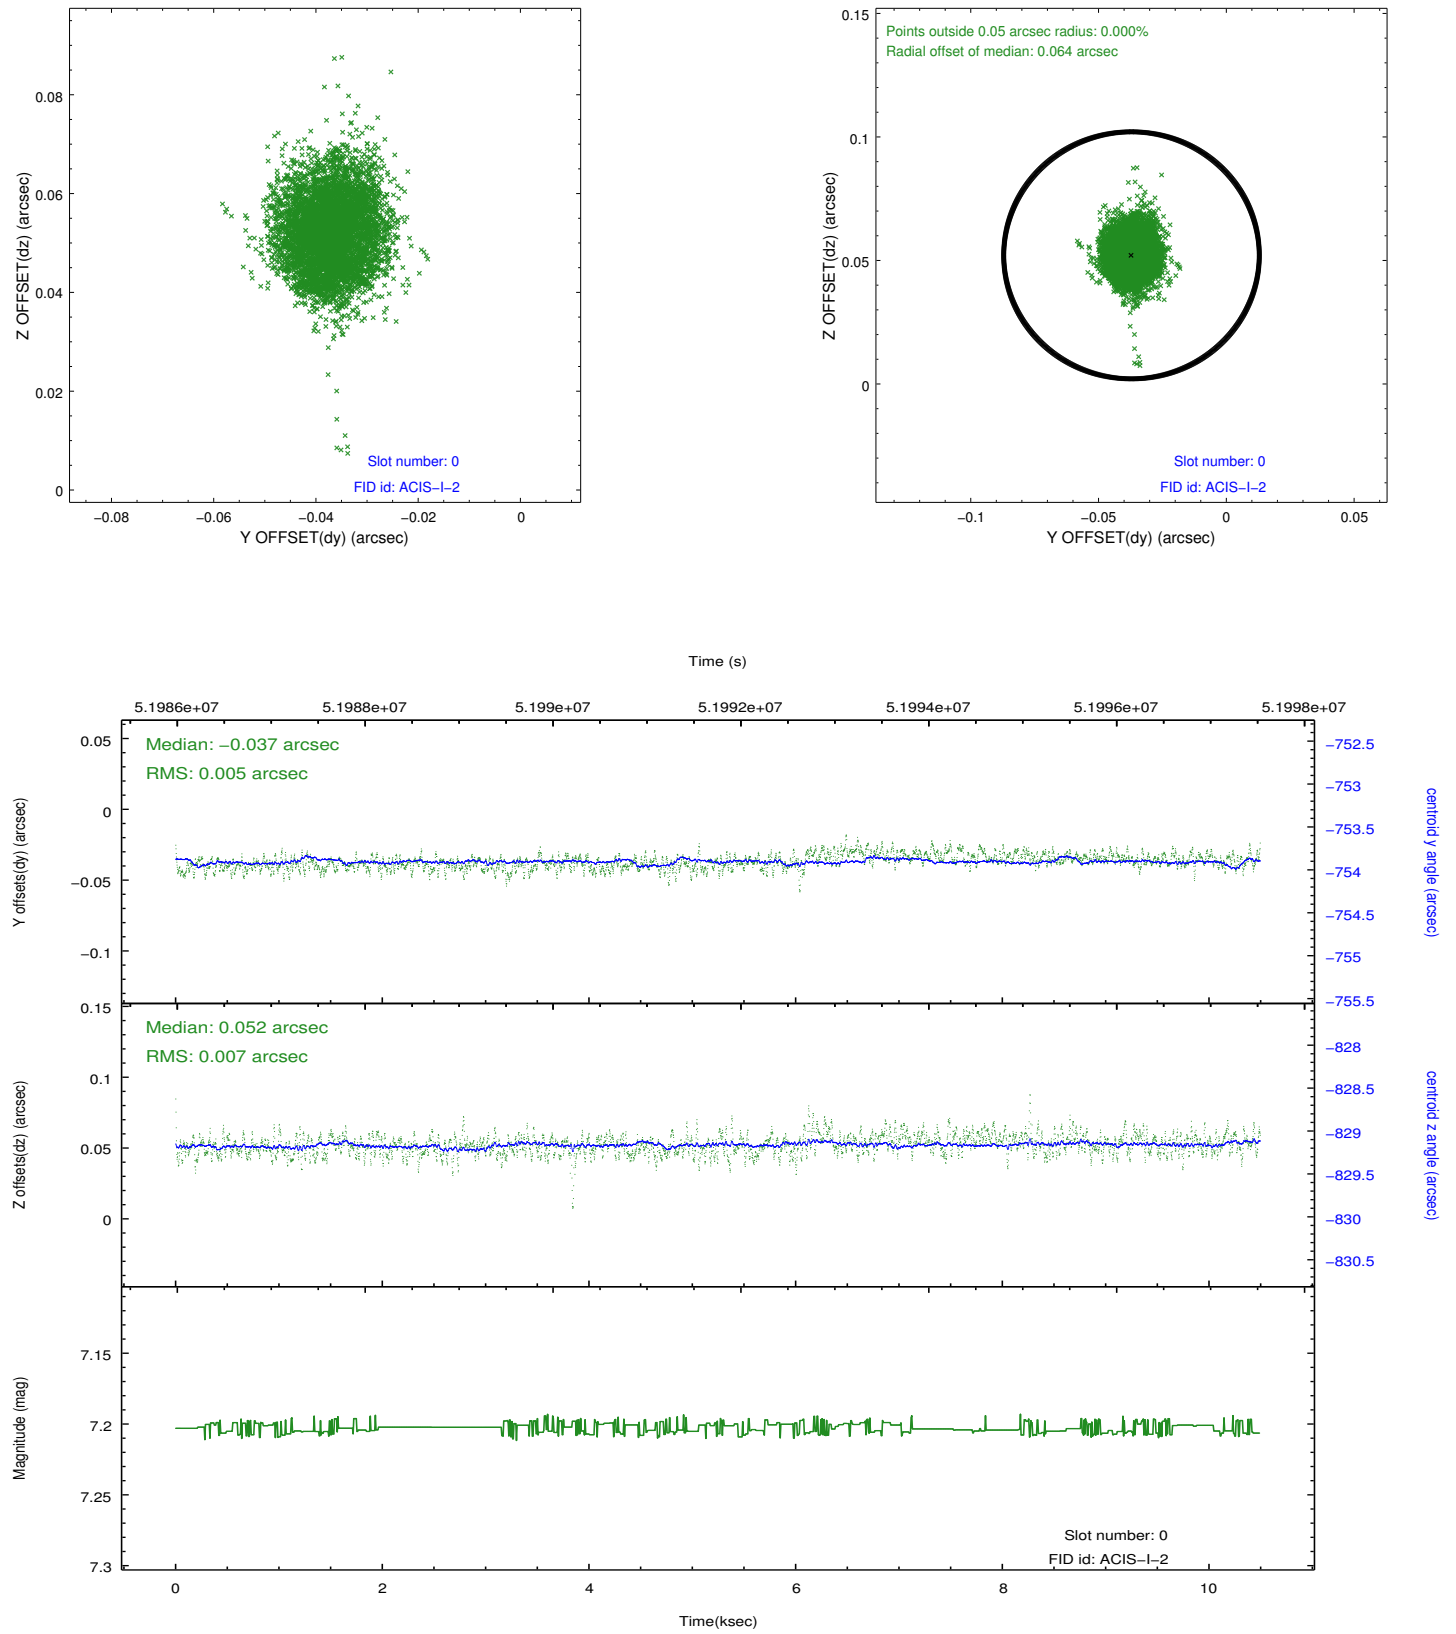 0.08
0.06
0.04
0.02
0
Z OFFSET(dz) (arcsec)
Slot number: 0
FID id: ACIS−I−2
−0.08 −0.06 −0.04 −0.02 0
Y OFFSET(dy) (arcsec)
0.15
0.1
0.05
0
Z OFFSET(dz) (arcsec)
Points outside 0.05 arcsec radius: 0.000%
Radial offset of median: 0.064 arcsec
Slot number: 0
FID id: ACIS−I−2
−0.1 −0.05 0 0.05
Y OFFSET(dy) (arcsec)
Time (s)
5.1986e+07 5.1988e+07 5.199e+07 5.1992e+07 5.1994e+07 5.1996e+07 5.1998e+07
0.05
0
−0.05
−0.1
Y offsets(dy) (arcsec)
Median: −0.037 arcsec
RMS: 0.005 arcsec
−752.5
−753
−753.5
−754
−754.5
−755
−755.5
centroid y angle (arcsec)
0.15
0.1
0.05
0
Z offsets(dz) (arcsec)
Median: 0.052 arcsec
RMS: 0.007 arcsec
−828
−828.5
−829
−829.5
−830
−830.5
centroid z angle (arcsec)
7.15
7.2
7.25
7.3
Magnitude (mag)
Slot number: 0
FID id: ACIS−I−2
0 2 4 6 8 10
Time(ksec)